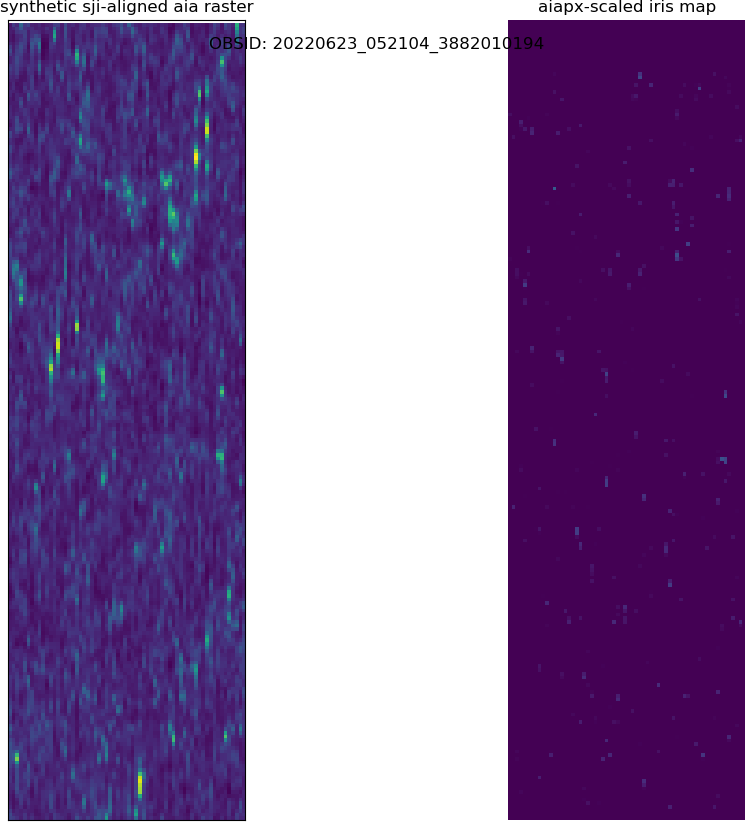 synthetic sji-aligned aia raster
aiapx-scaled iris map
OBSID: 20220623_052104_3882010194